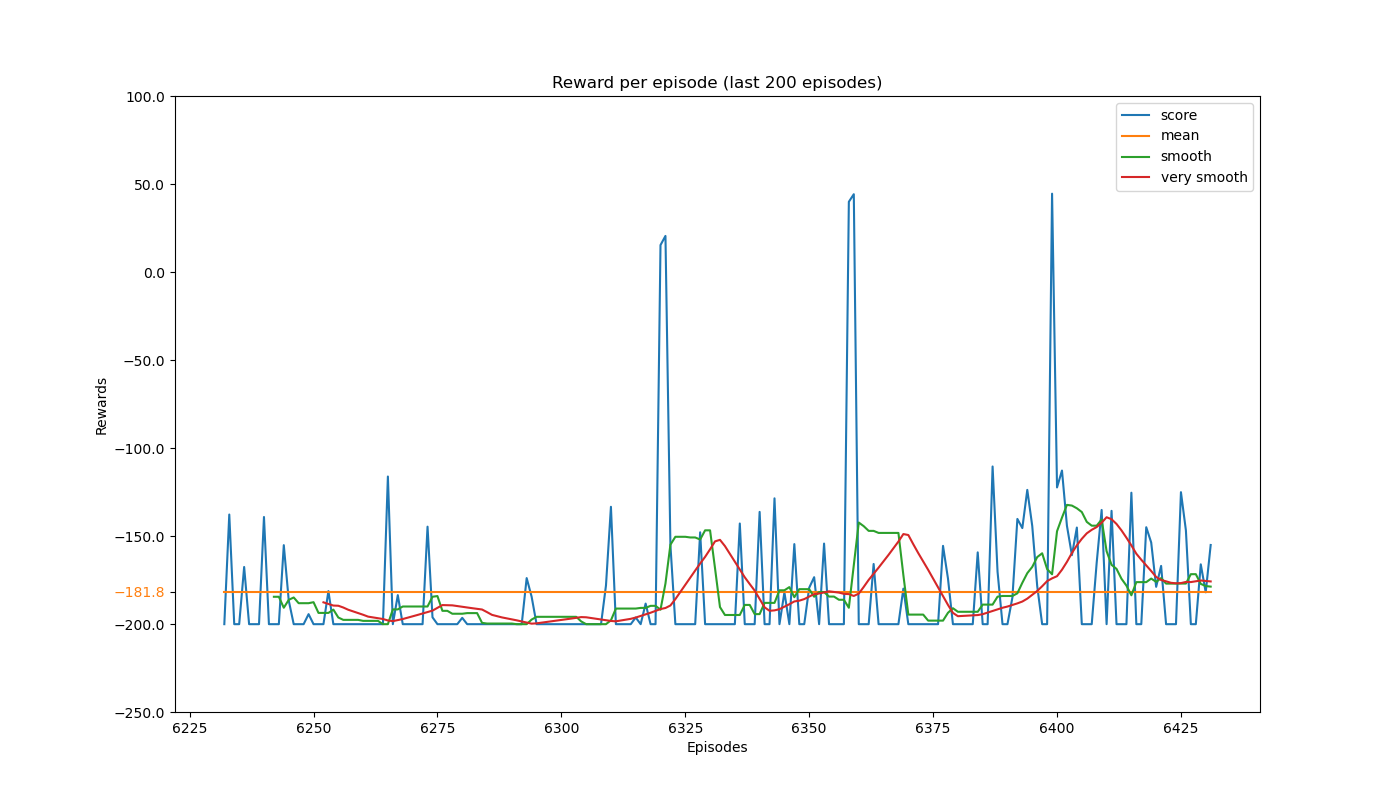 Reward per episode (last 200 episodes)
100.0
50.0
0.0
−50.0
−100.0
−150.0
−181.8
−200.0
−250.0
Rewards
score
mean
smooth
very smooth
6225 6250 6275 6300 6325 6350 6375 6400 6425
Episodes